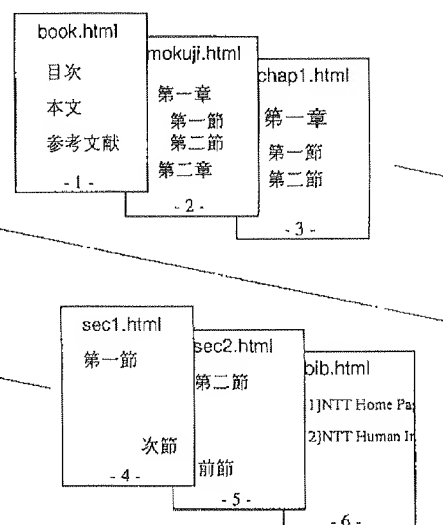 book.html
目次
本文
参考文献
- 1 -
mokuji.html
第一章
第一節
第二節
第二章
- 2 -
chap1.html
第一章
第一節
第二節
- 3 -
sec1.html
第一節
次節
- 4 -
sec2.html
第二節
前節
- 5 -
bib.html
1]NTT Home Pa
2]NTT Human In
- 6 -